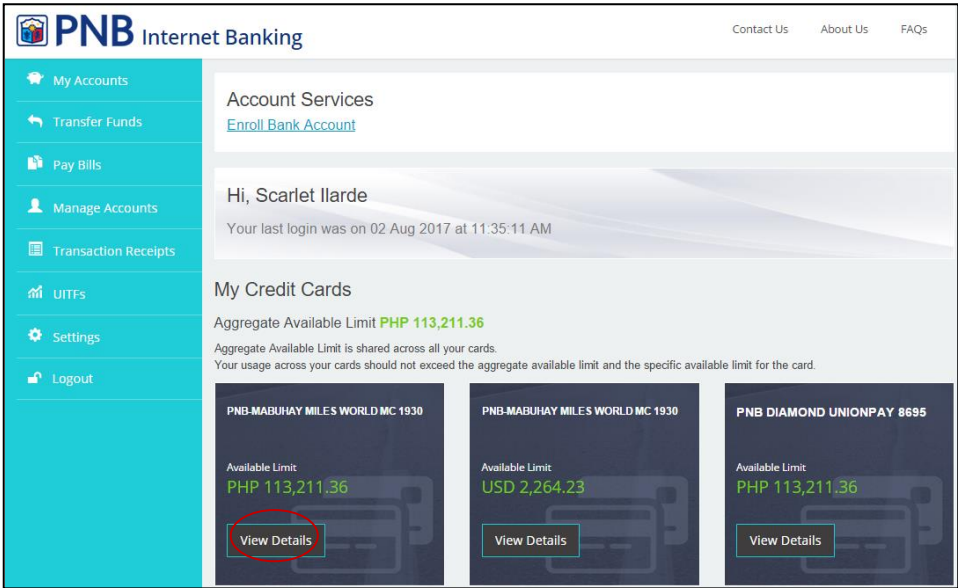 PNB Internet Banking
Contact Us About Us FAQs
My Accounts
Transfer Funds
Pay Bills
Manage Accounts
Transaction Receipts
UITFs
Settings
Logout
Account Services
Enroll Bank Account
Hi, Scarlet Ilarde
Your last login was on 02 Aug 2017 at 11:35:11 AM
My Credit Cards
Aggregate Available Limit PHP 113,211.36
Aggregate Available Limit is shared across all your cards.
Your usage across your cards should not exceed the aggregate available limit and the specific available limit for the card.
PNB-MABUHAY MILES WORLD MC 1930
Available Limit
PHP 113,211.36
View Details
PNB-MABUHAY MILES WORLD MC 1930
Available Limit
USD 2,264.23
View Details
PNB DIAMOND UNIONPAY 8695
Available Limit
PHP 113,211.36
View Details